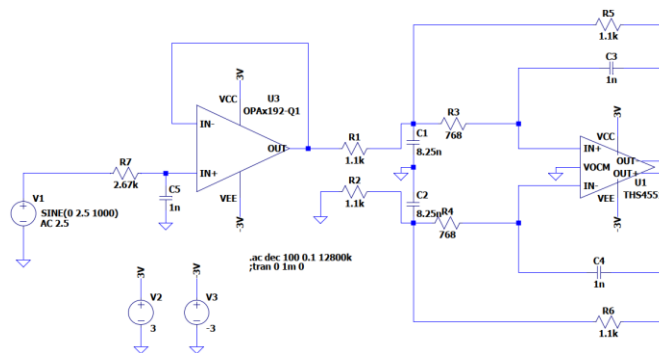 R5
1.1k
C3
1n
3V
U3
VCC
OPAx192-Q1
IN-
OUT
IN+
VEE
-3V
R7
2.67k
C5
1n
V1
SINE(0 2.5 1000)
AC 2.5
R1
1.1k
R2
1.1k
C1
8.25n
C2
8.25n
R3
768
R4
768
3V
VCC
IN+
OUT-
VOCM
OUT+
U1
IN-
VEE
-3V
C4
1n
R6
1.1k
.ac dec 100 0.1 12800k
;tran 0 1m 0
3V
V2
3
3V
V3
-3